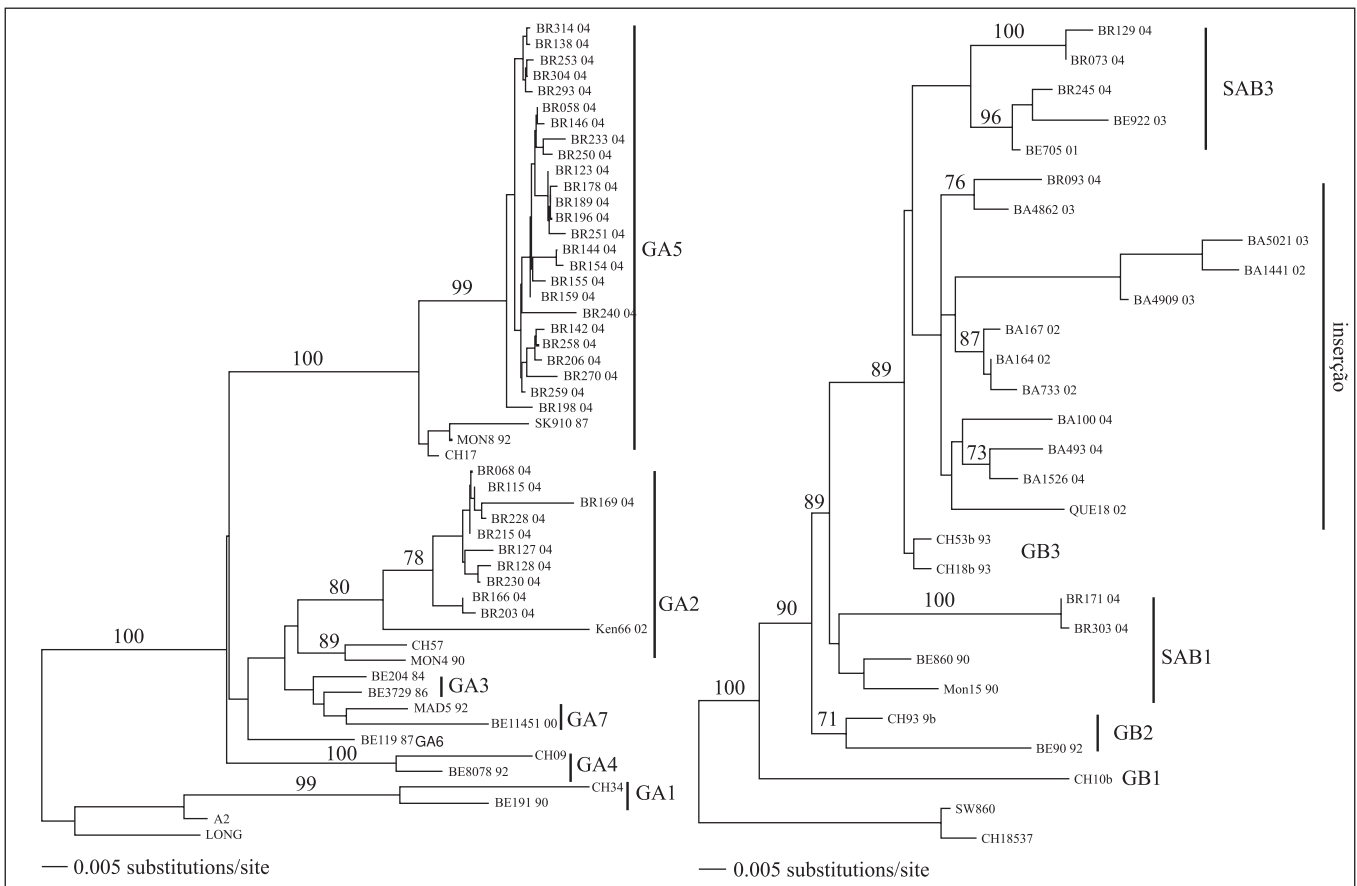 BR314 04
BR138 04
BR253 04
BR304 04
BR293 04
BR058 04
BR146 04
BR233 04
BR250 04
BR123 04
BR178 04
BR189 04
BR196 04
BR251 04
BR144 04
BR154 04
BR155 04
BR159 04
BR240 04
BR142 04
BR258 04
BR206 04
BR270 04
BR259 04
BR198 04
SK910 87
MON8 92
CH17
GA5
99
100
BR068 04
BR115 04
BR169 04
BR228 04
BR215 04
BR127 04
BR128 04
BR230 04
BR166 04
BR203 04
Ken66 02
GA2
78
80
89
CH57
MON4 90
100
BE204 84
BE3729 86
GA3
MAD5 92
BE11451 00
GA7
BE119 87 GA6
100
CH09
BE8078 92
GA4
99
CH34
BE191 90
GA1
A2
LONG
0.005 substitutions/site
100
BR129 04
BR073 04
BR245 04
96
BE922 03
BE705 01
SAB3
76
BR093 04
BA4862 03
BA5021 03
BA1441 02
BA4909 03
BA167 02
87
BA164 02
BA733 02
BA100 04
73
BA493 04
BA1526 04
QUE18 02
inserção
89
CH53b 93
CH18b 93
GB3
89
100
BR171 04
BR303 04
BE860 90
Mon15 90
SAB1
90
71
CH93 9b
BE90 92
GB2
100
CH10b
GB1
SW860
CH18537
0.005 substitutions/site